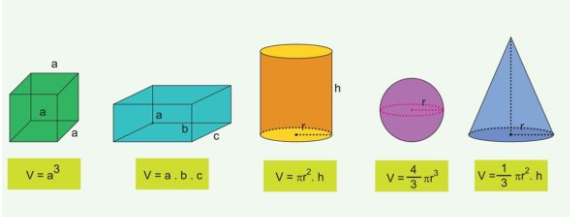 a
a
a
a
b
c
h
r
r
r
V = a³
V = a . b . c
V = πr² . h
V = 4/3 πr³
V = 1/3 πr² . h